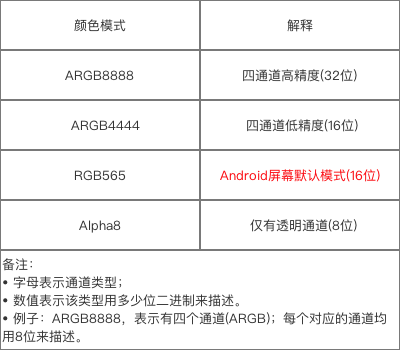 颜色模式 解释
ARGB8888 四通道高精度(32位)
ARGB4444 四通道低精度(16位)
RGB565 Android屏幕默认模式(16位)
Alpha8 仅有透明通道(8位)
备注：
• 字母表示通道类型；
• 数值表示该类型用多少位二进制来描述。
• 例子：ARGB8888，表示有四个通道(ARGB)；每个对应的通道均
用8位来描述。